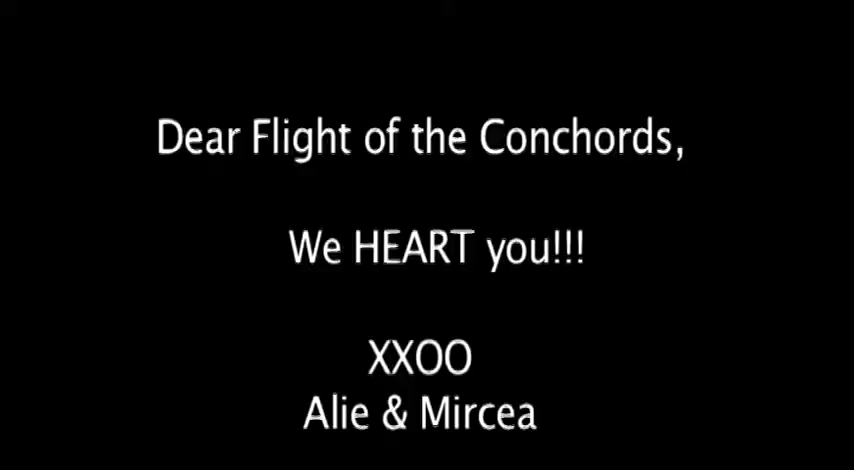 Dear Flight of the Conchords,
We HEART you!!!
XXOO
Alie & Mircea